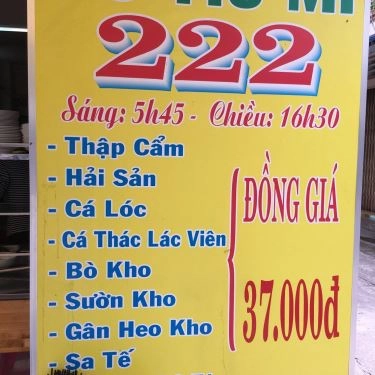 222
Sáng: 5h45 - Chiều: 16h30
- Thập Cẩm
- Hải Sản
- Cá Lóc
- Cá Thác Lác Viên
- Bò Kho
- Sườn Kho
- Gân Heo Kho
- Sa Tế
ĐỒNG GIÁ
37.000đ